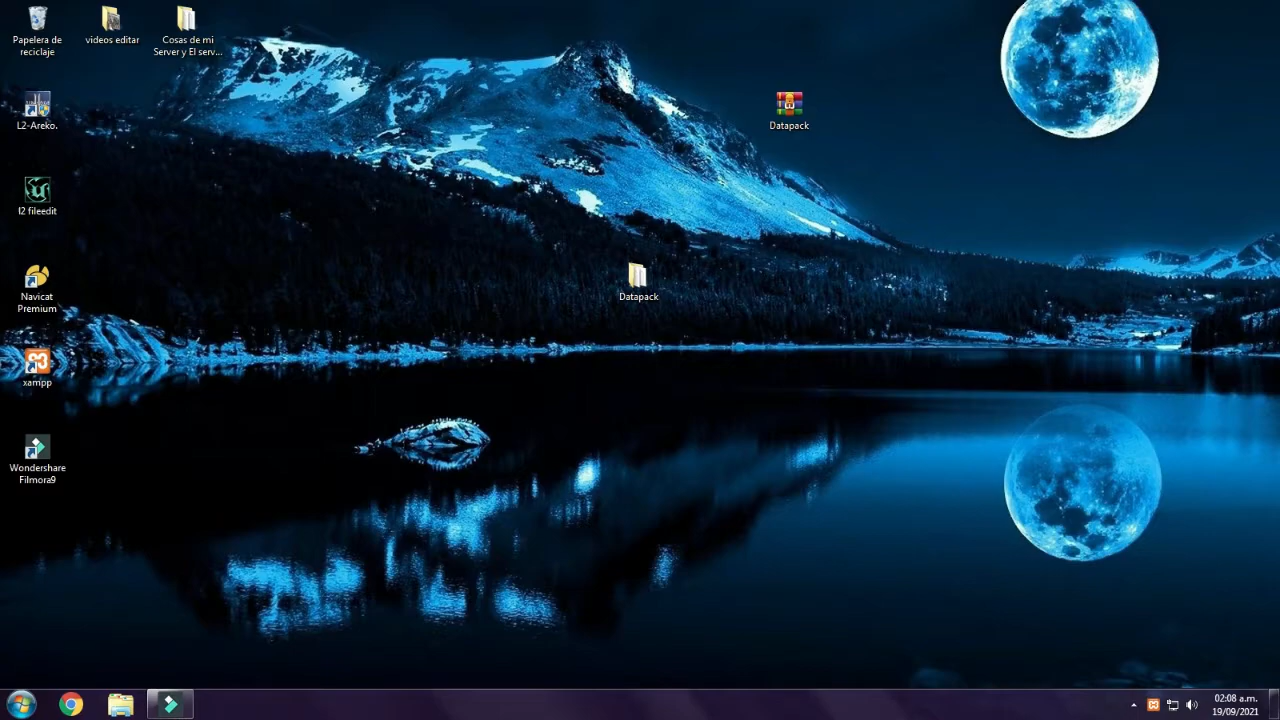 Papelera de
reciclaje
videos editar
Cosas de mi
Server y El serv...
L2-Areko.
Datapack
l2 fileedit
Navicat
Premium
Datapack
xampp
Wondershare
Filmora9
02:08 a.m.
19/09/2021